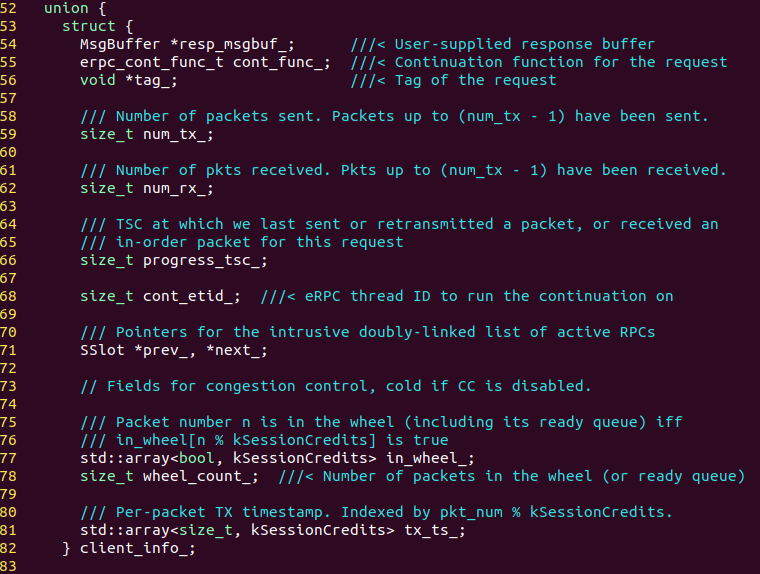 52   union {
53     struct {
54       MsgBuffer *resp_msgbuf_;      ///< User-supplied response buffer
55       erpc_cont_func_t cont_func_;  ///< Continuation function for the request
56       void *tag_;                   ///< Tag of the request
57
58       /// Number of packets sent. Packets up to (num_tx - 1) have been sent.
59       size_t num_tx_;
60
61       /// Number of pkts received. Pkts up to (num_tx - 1) have been received.
62       size_t num_rx_;
63
64       /// TSC at which we last sent or retransmitted a packet, or received an
65       /// in-order packet for this request
66       size_t progress_tsc_;
67
68       size_t cont_etid_;  ///< eRPC thread ID to run the continuation on
69
70       /// Pointers for the intrusive doubly-linked list of active RPCs
71       SSlot *prev_, *next_;
72
73       // Fields for congestion control, cold if CC is disabled.
74
75       /// Packet number n is in the wheel (including its ready queue) iff
76       /// in_wheel[n % kSessionCredits] is true
77       std::array<bool, kSessionCredits> in_wheel_;
78       size_t wheel_count_;  ///< Number of packets in the wheel (or ready queue)
79
80       /// Per-packet TX timestamp. Indexed by pkt_num % kSessionCredits.
81       std::array<size_t, kSessionCredits> tx_ts_;
82     } client_info_;
83